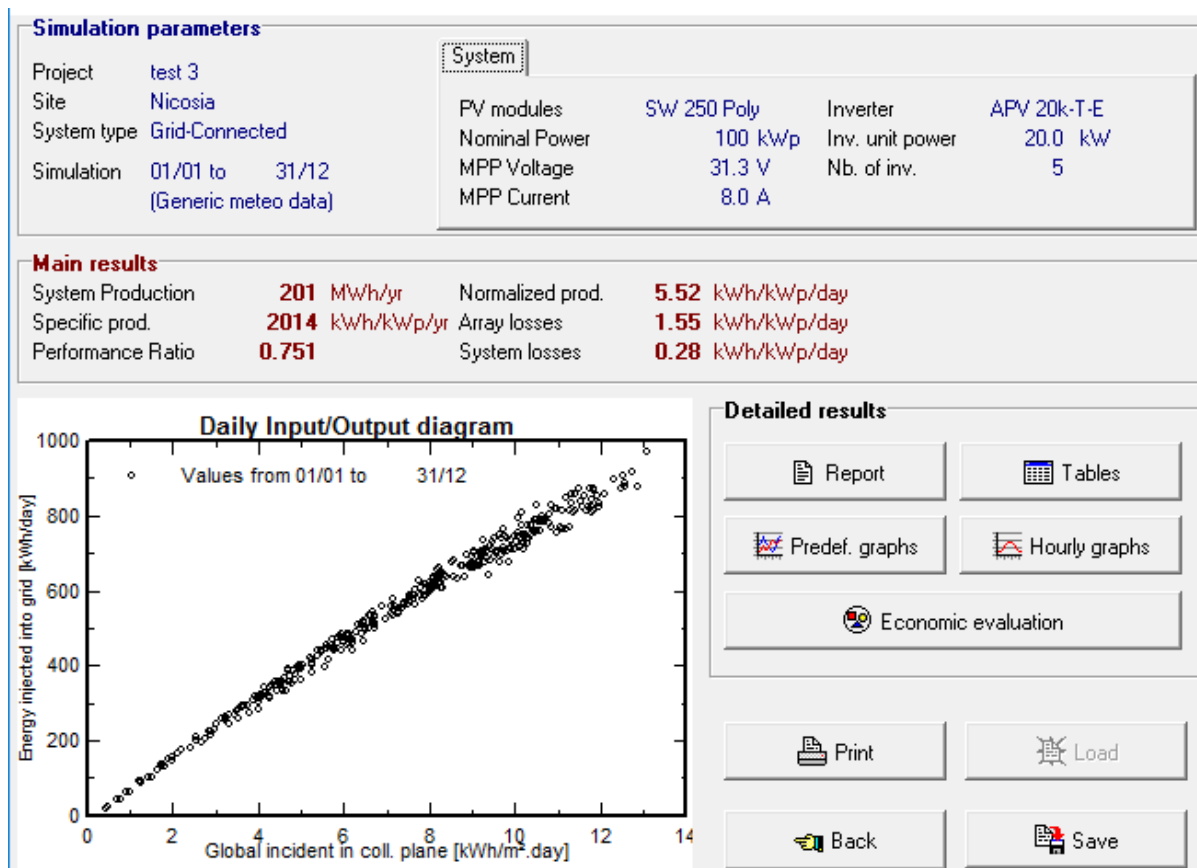 Simulation parameters
Project test 3
Site Nicosia
System type Grid-Connected
Simulation 01/01 to 31/12
(Generic meteo data)
System
PV modules SW 250 Poly Inverter APV 20k-T-E
Nominal Power 100 kWp Inv. unit power 20.0 kW
MPP Voltage 31.3 V Nb. of inv. 5
MPP Current 8.0 A
Main results
System Production 201 MWh/yr Normalized prod. 5.52 kWh/kWp/day
Specific prod. 2014 kWh/kWp/yr Array losses 1.55 kWh/kWp/day
Performance Ratio 0.751 System losses 0.28 kWh/kWp/day
Daily Input/Output diagram
Values from 01/01 to 31/12
Energy injected into grid [kWh/day]
1000
800
600
400
200
0
0 2 4 6 8 10 12 14
Global incident in coll. plane [kWh/m².day]
Detailed results
Report Tables
Predef. graphs Hourly graphs
Economic evaluation
Print Load
Back Save